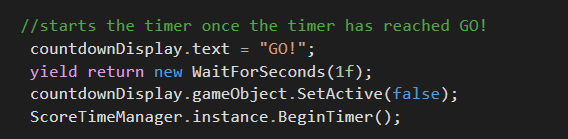 //starts the timer once the timer has reached GO!
countdownDisplay.text = "GO!";
yield return new WaitForSeconds(1f);
countdownDisplay.gameObject.SetActive(false);
ScoreTimeManager.instance.BeginTimer();